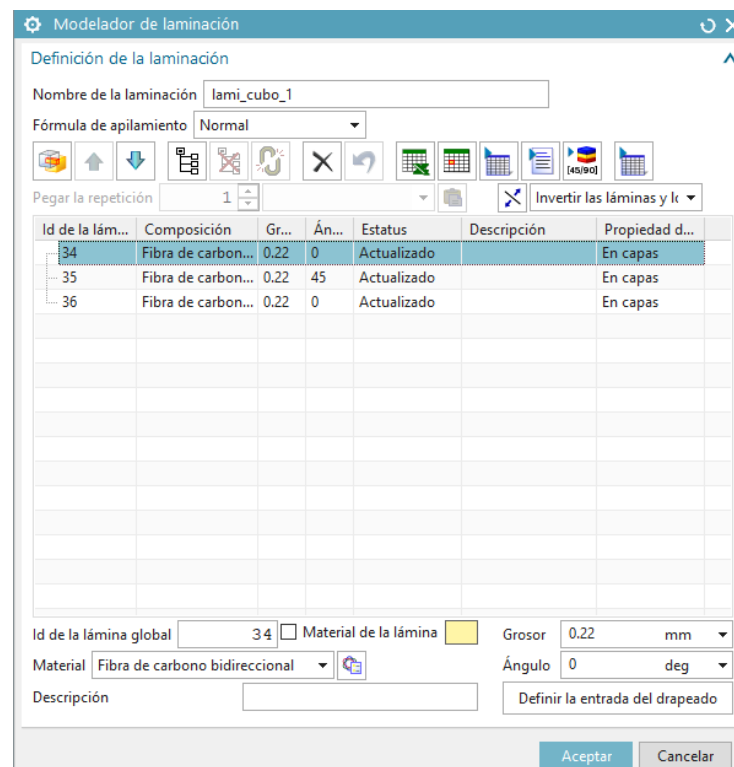 Modelador de laminación
Definición de la laminación
Nombre de la laminación lami_cubo_1
Fórmula de apilamiento Normal
[45/90]
Pegar la repetición 1 Invertir las láminas y lc
Id de la lám... Composición Gr... Án... Estatus Descripción Propiedad d...
34 Fibra de carbon... 0.22 0 Actualizado En capas
35 Fibra de carbon... 0.22 45 Actualizado En capas
36 Fibra de carbon... 0.22 0 Actualizado En capas
Id de la lámina global 34 Material de la lámina Grosor 0.22 mm
Material Fibra de carbono bidireccional Ángulo 0 deg
Descripción Definir la entrada del drapeado
Aceptar Cancelar